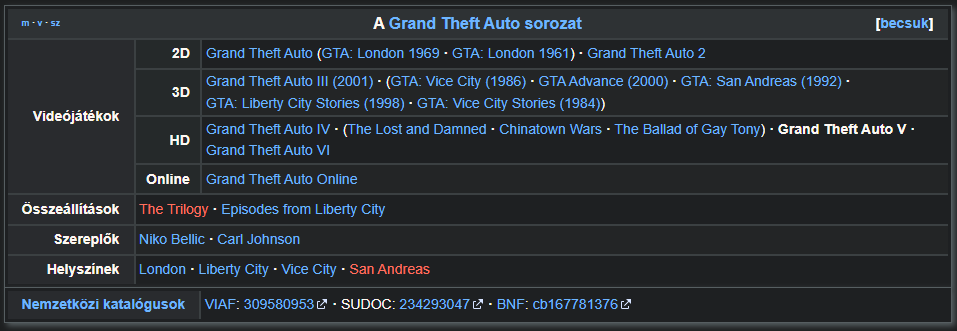 m · v · sz
A Grand Theft Auto sorozat
[becsuk]
Videójátékok
2D
Grand Theft Auto (GTA: London 1969 · GTA: London 1961) · Grand Theft Auto 2
3D
Grand Theft Auto III (2001) · (GTA: Vice City (1986) · GTA Advance (2000) · GTA: San Andreas (1992) ·
GTA: Liberty City Stories (1998) · GTA: Vice City Stories (1984))
HD
Grand Theft Auto IV · (The Lost and Damned · Chinatown Wars · The Ballad of Gay Tony) · Grand Theft Auto V ·
Grand Theft Auto VI
Online
Grand Theft Auto Online
Összeállítások
The Trilogy · Episodes from Liberty City
Szereplők
Niko Bellic · Carl Johnson
Helyszínek
London · Liberty City · Vice City · San Andreas
Nemzetközi katalógusok
VIAF: 309580953 · SUDOC: 234293047 · BNF: cb167781376